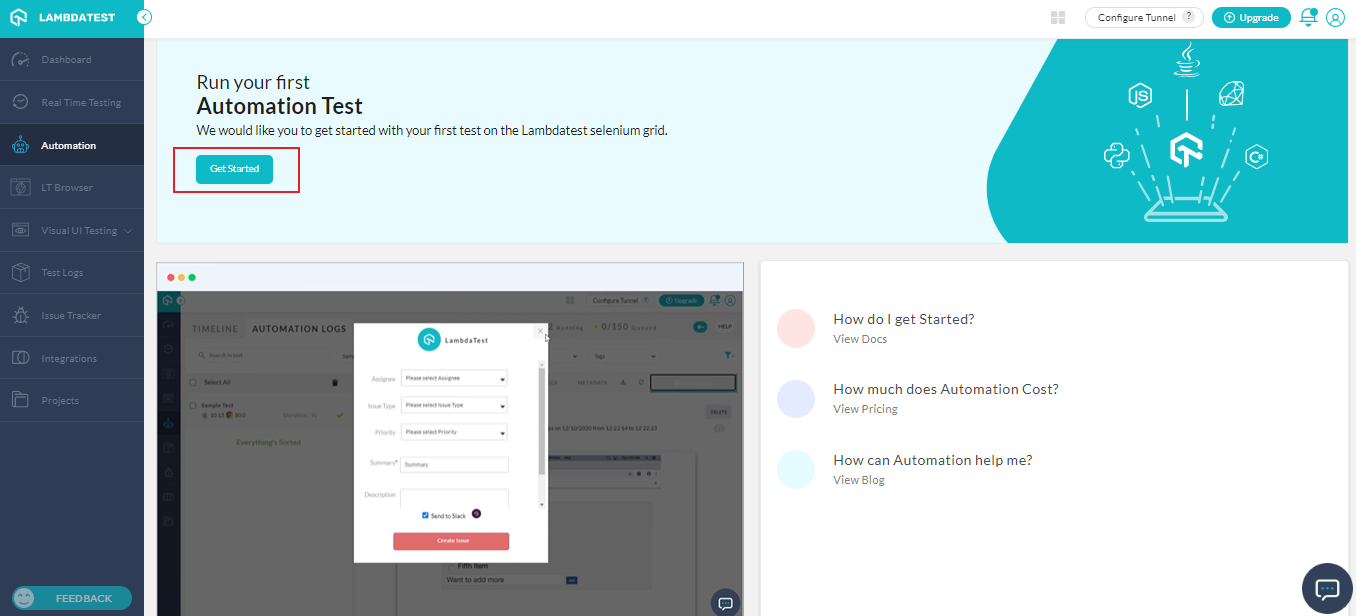 LAMBDATEST
Configure Tunnel ?
Upgrade
Dashboard
Real Time Testing
Automation
LT Browser
Visual UI Testing
Test Logs
Issue Tracker
Integrations
Projects
FEEDBACK
Run your first
Automation Test
We would like you to get started with your first test on the Lambdatest selenium grid.
Get Started
JS
C#
Configure Tunnel
Upgrade
TIMELINE
AUTOMATION LOGS
0/150 Queued
HELP
Search in text
Tags
Select All
METADATA
Sample Test
Everything's Sorted
DELETE
LambdaTest
Assignee
Please select Assignee
Issue Type
Please select Issue Type
Priority
Please select Priority
Summary*
Summary
Description
Send to Slack
Create Issue
Fifth Item
Want to add more
How do I get Started?
View Docs
How much does Automation Cost?
View Pricing
How can Automation help me?
View Blog